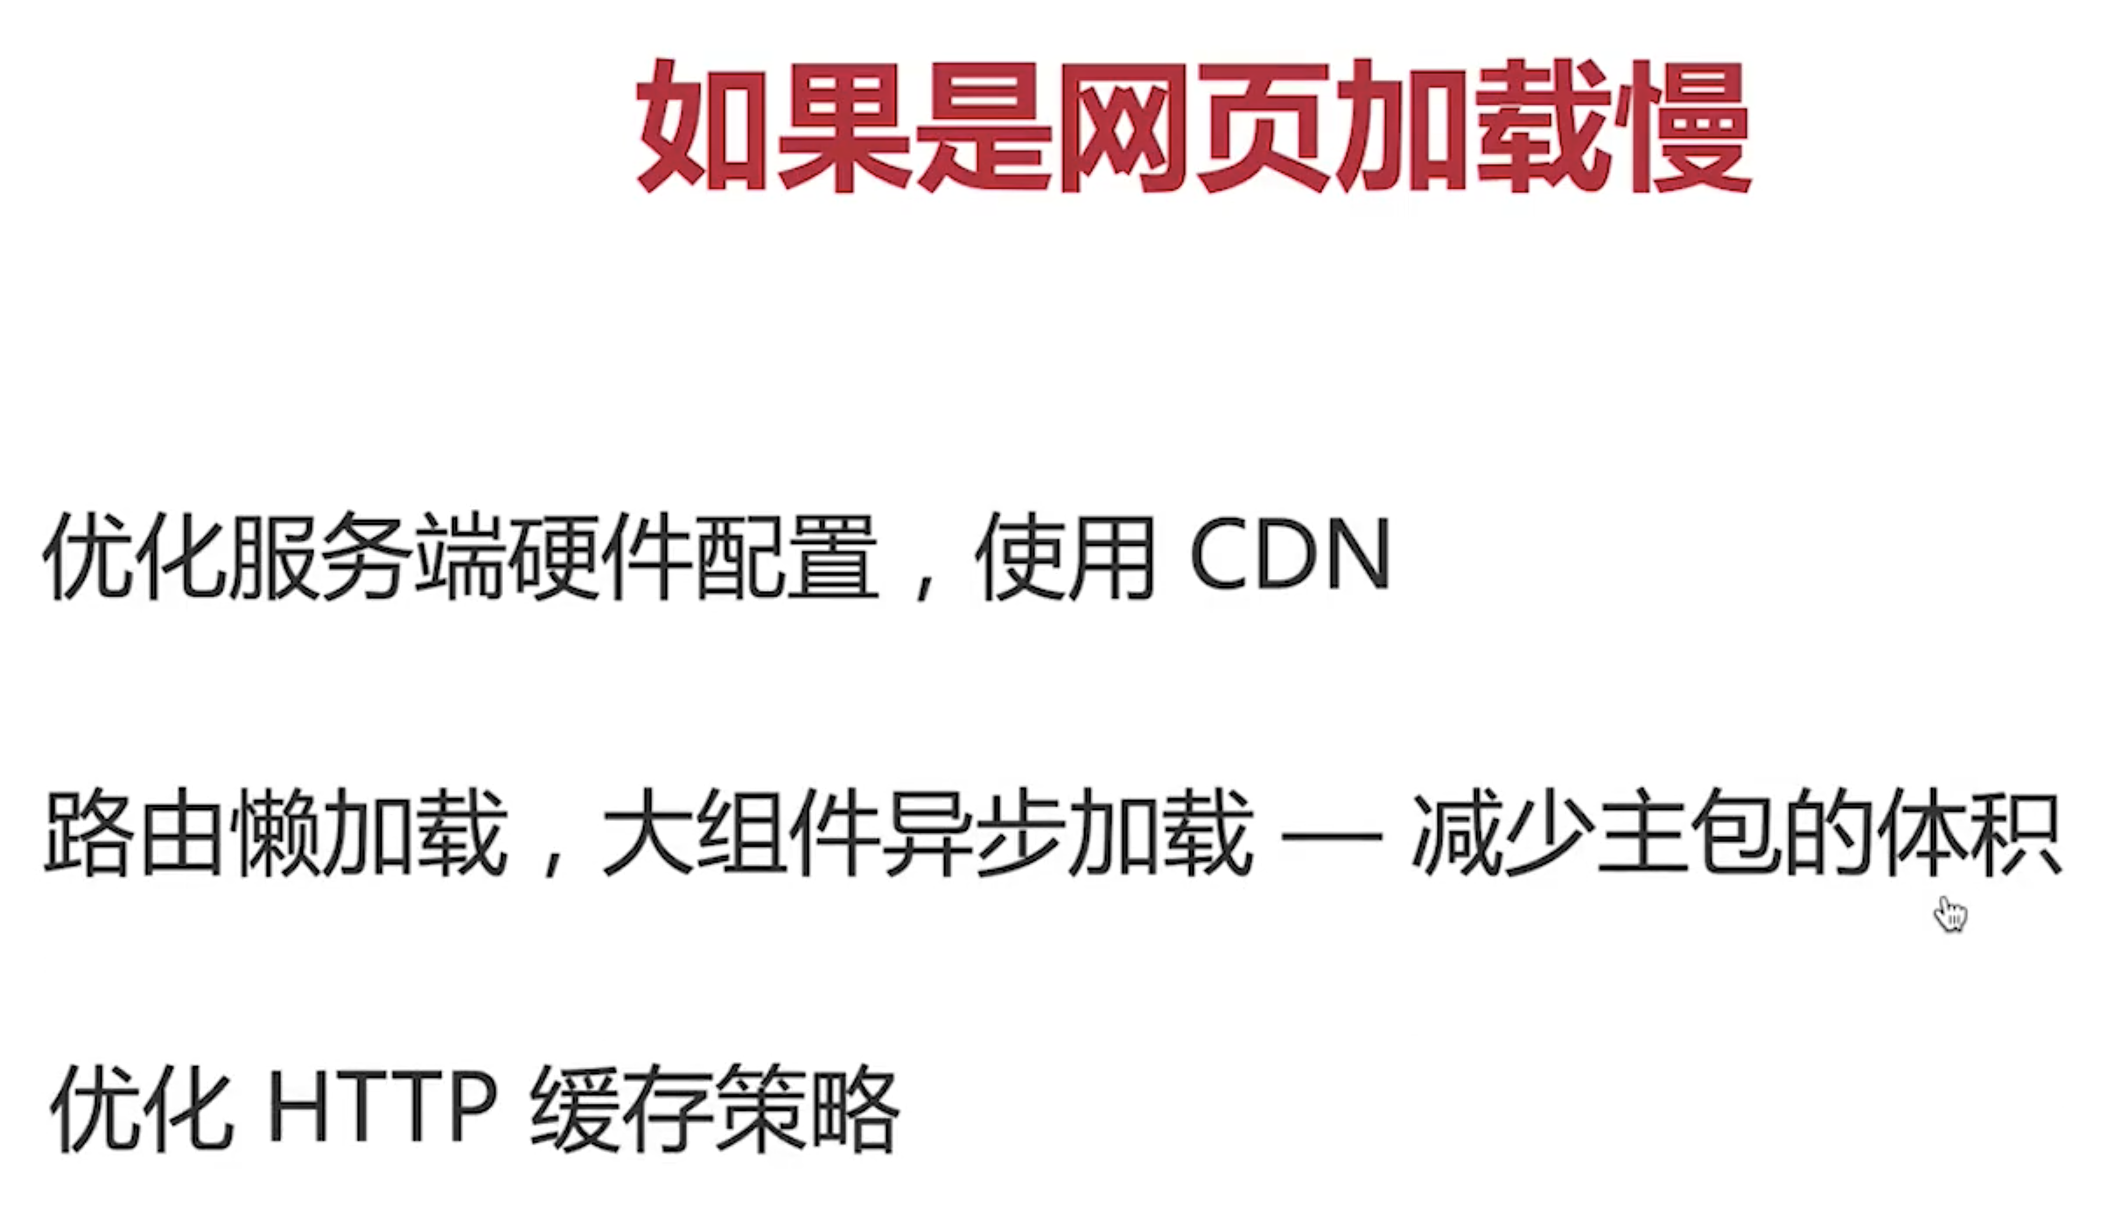 如果是网页加载慢
优化服务端硬件配置，使用 CDN
路由懒加载，大组件异步加载 — 减少主包的体积
优化 HTTP 缓存策略